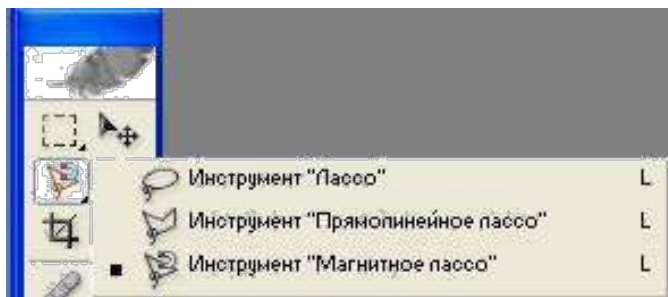 Инструмент "Лассо" L
Инструмент "Прямолинейное лассо" L
Инструмент "Магнитное лассо" L